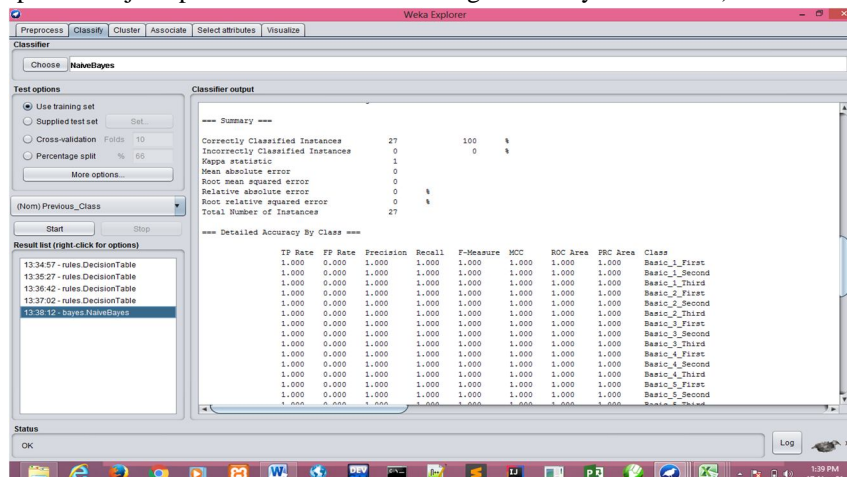 Weka Explorer
Preprocess Classify Cluster Associate Select attributes Visualize
Classifier
Choose NaiveBayes
Test options
Use training set
Supplied test set Set...
Cross-validation Folds 10
Percentage split % 66
More options...
(Nom) Previous_Class
Start Stop
Result list (right-click for options)
13:34:57 - rules.DecisionTable
13:35:27 - rules.DecisionTable
13:36:42 - rules.DecisionTable
13:37:02 - rules.DecisionTable
13:38:12 - bayes.NaiveBayes
Classifier output
=== Summary ===
Correctly Classified Instances 27 100 %
Incorrectly Classified Instances 0 0 %
Kappa statistic 1
Mean absolute error 0
Root mean squared error 0
Relative absolute error 0 %
Root relative squared error 0 %
Total Number of Instances 27
=== Detailed Accuracy By Class ===
TP Rate FP Rate Precision Recall F-Measure MCC ROC Area PRC Area Class
1.000 0.000 1.000 1.000 1.000 1.000 1.000 1.000 Basic_1_First
1.000 0.000 1.000 1.000 1.000 1.000 1.000 1.000 Basic_1_Second
1.000 0.000 1.000 1.000 1.000 1.000 1.000 1.000 Basic_1_Third
1.000 0.000 1.000 1.000 1.000 1.000 1.000 1.000 Basic_2_First
1.000 0.000 1.000 1.000 1.000 1.000 1.000 1.000 Basic_2_Second
1.000 0.000 1.000 1.000 1.000 1.000 1.000 1.000 Basic_2_Third
1.000 0.000 1.000 1.000 1.000 1.000 1.000 1.000 Basic_3_First
1.000 0.000 1.000 1.000 1.000 1.000 1.000 1.000 Basic_3_Second
1.000 0.000 1.000 1.000 1.000 1.000 1.000 1.000 Basic_3_Third
1.000 0.000 1.000 1.000 1.000 1.000 1.000 1.000 Basic_4_First
1.000 0.000 1.000 1.000 1.000 1.000 1.000 1.000 Basic_4_Second
1.000 0.000 1.000 1.000 1.000 1.000 1.000 1.000 Basic_4_Third
1.000 0.000 1.000 1.000 1.000 1.000 1.000 1.000 Basic_5_First
1.000 0.000 1.000 1.000 1.000 1.000 1.000 1.000 Basic_5_Second
1.000 0.000 1.000 1.000 1.000 1.000 1.000 1.000 Basic_5_Third
Status
OK
Log
DEV
1:39 PM